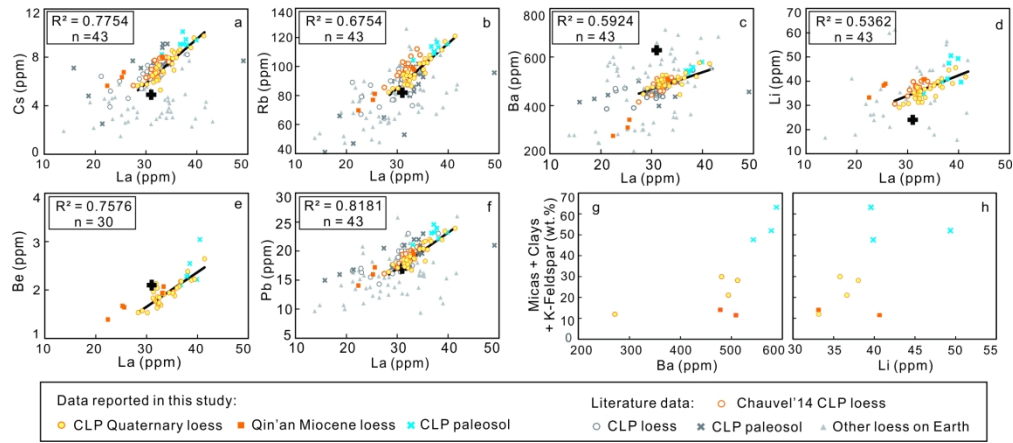 R² = 0.7754
n = 43
a
Cs (ppm)
12
8
4
0
10 20 30 40 50
La (ppm)
R² = 0.6754
n = 43
b
Rb (ppm)
140
120
100
80
60
40
10 20 30 40 50
La (ppm)
R² = 0.5924
n = 43
c
Ba (ppm)
800
600
400
200
10 20 30 40 50
La (ppm)
R² = 0.5362
n = 43
d
Li (ppm)
70
60
50
40
30
20
10
10 20 30 40 50
La (ppm)
R² = 0.7576
n = 30
e
Be (ppm)
4
3
2
1
10 20 30 40 50
La (ppm)
R² = 0.8181
n = 43
f
Pb (ppm)
30
25
20
15
10
5
10 20 30 40 50
La (ppm)
g
Micas + Clays
+ K-Feldspar (wt.%)
70
60
50
40
30
20
10
0
200 300 400 500 600
Ba (ppm)
h
30 35 40 45 50 55
Li (ppm)
Data reported in this study:
CLP Quaternary loess Qin'an Miocene loess CLP paleosol
Literature data: Chauvel'14 CLP loess
CLP loess CLP paleosol Other loess on Earth